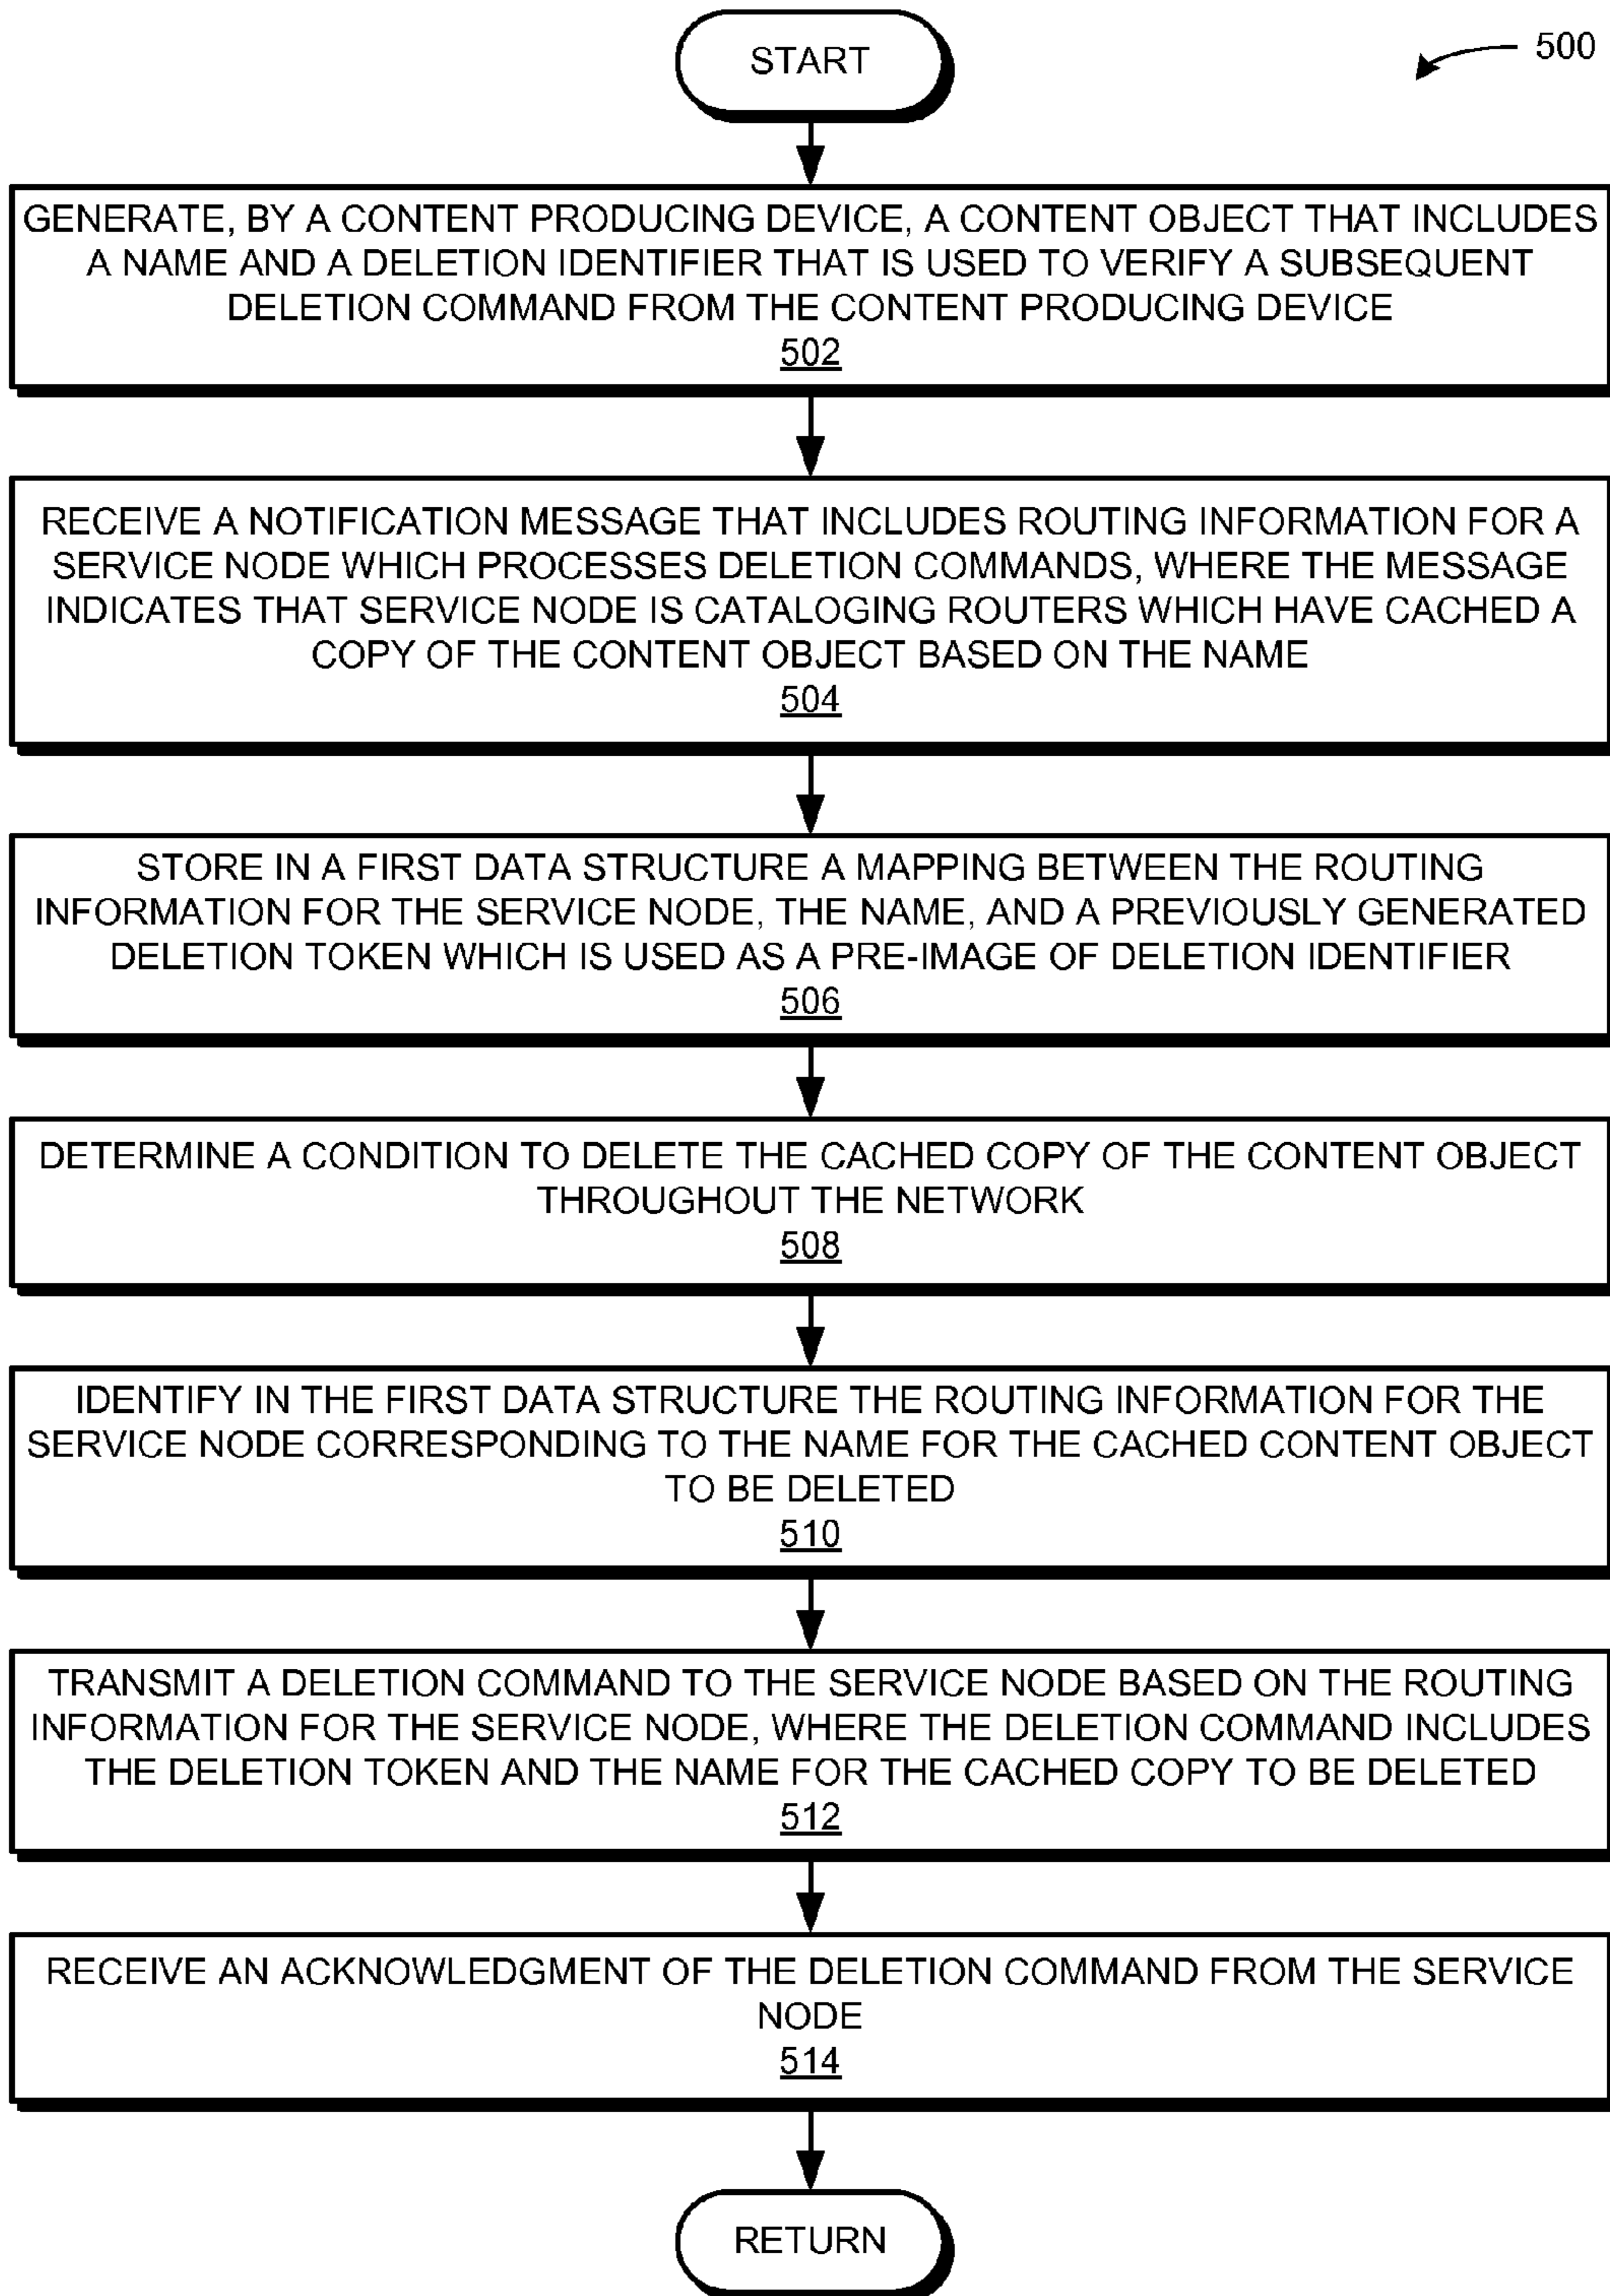 START
500
GENERATE, BY A CONTENT PRODUCING DEVICE, A CONTENT OBJECT THAT INCLUDES
A NAME AND A DELETION IDENTIFIER THAT IS USED TO VERIFY A SUBSEQUENT
DELETION COMMAND FROM THE CONTENT PRODUCING DEVICE
502
RECEIVE A NOTIFICATION MESSAGE THAT INCLUDES ROUTING INFORMATION FOR A
SERVICE NODE WHICH PROCESSES DELETION COMMANDS, WHERE THE MESSAGE
INDICATES THAT SERVICE NODE IS CATALOGING ROUTERS WHICH HAVE CACHED A
COPY OF THE CONTENT OBJECT BASED ON THE NAME
504
STORE IN A FIRST DATA STRUCTURE A MAPPING BETWEEN THE ROUTING
INFORMATION FOR THE SERVICE NODE, THE NAME, AND A PREVIOUSLY GENERATED
DELETION TOKEN WHICH IS USED AS A PRE-IMAGE OF DELETION IDENTIFIER
506
DETERMINE A CONDITION TO DELETE THE CACHED COPY OF THE CONTENT OBJECT
THROUGHOUT THE NETWORK
508
IDENTIFY IN THE FIRST DATA STRUCTURE THE ROUTING INFORMATION FOR THE
SERVICE NODE CORRESPONDING TO THE NAME FOR THE CACHED CONTENT OBJECT
TO BE DELETED
510
TRANSMIT A DELETION COMMAND TO THE SERVICE NODE BASED ON THE ROUTING
INFORMATION FOR THE SERVICE NODE, WHERE THE DELETION COMMAND INCLUDES
THE DELETION TOKEN AND THE NAME FOR THE CACHED COPY TO BE DELETED
512
RECEIVE AN ACKNOWLEDGMENT OF THE DELETION COMMAND FROM THE SERVICE
NODE
514
RETURN